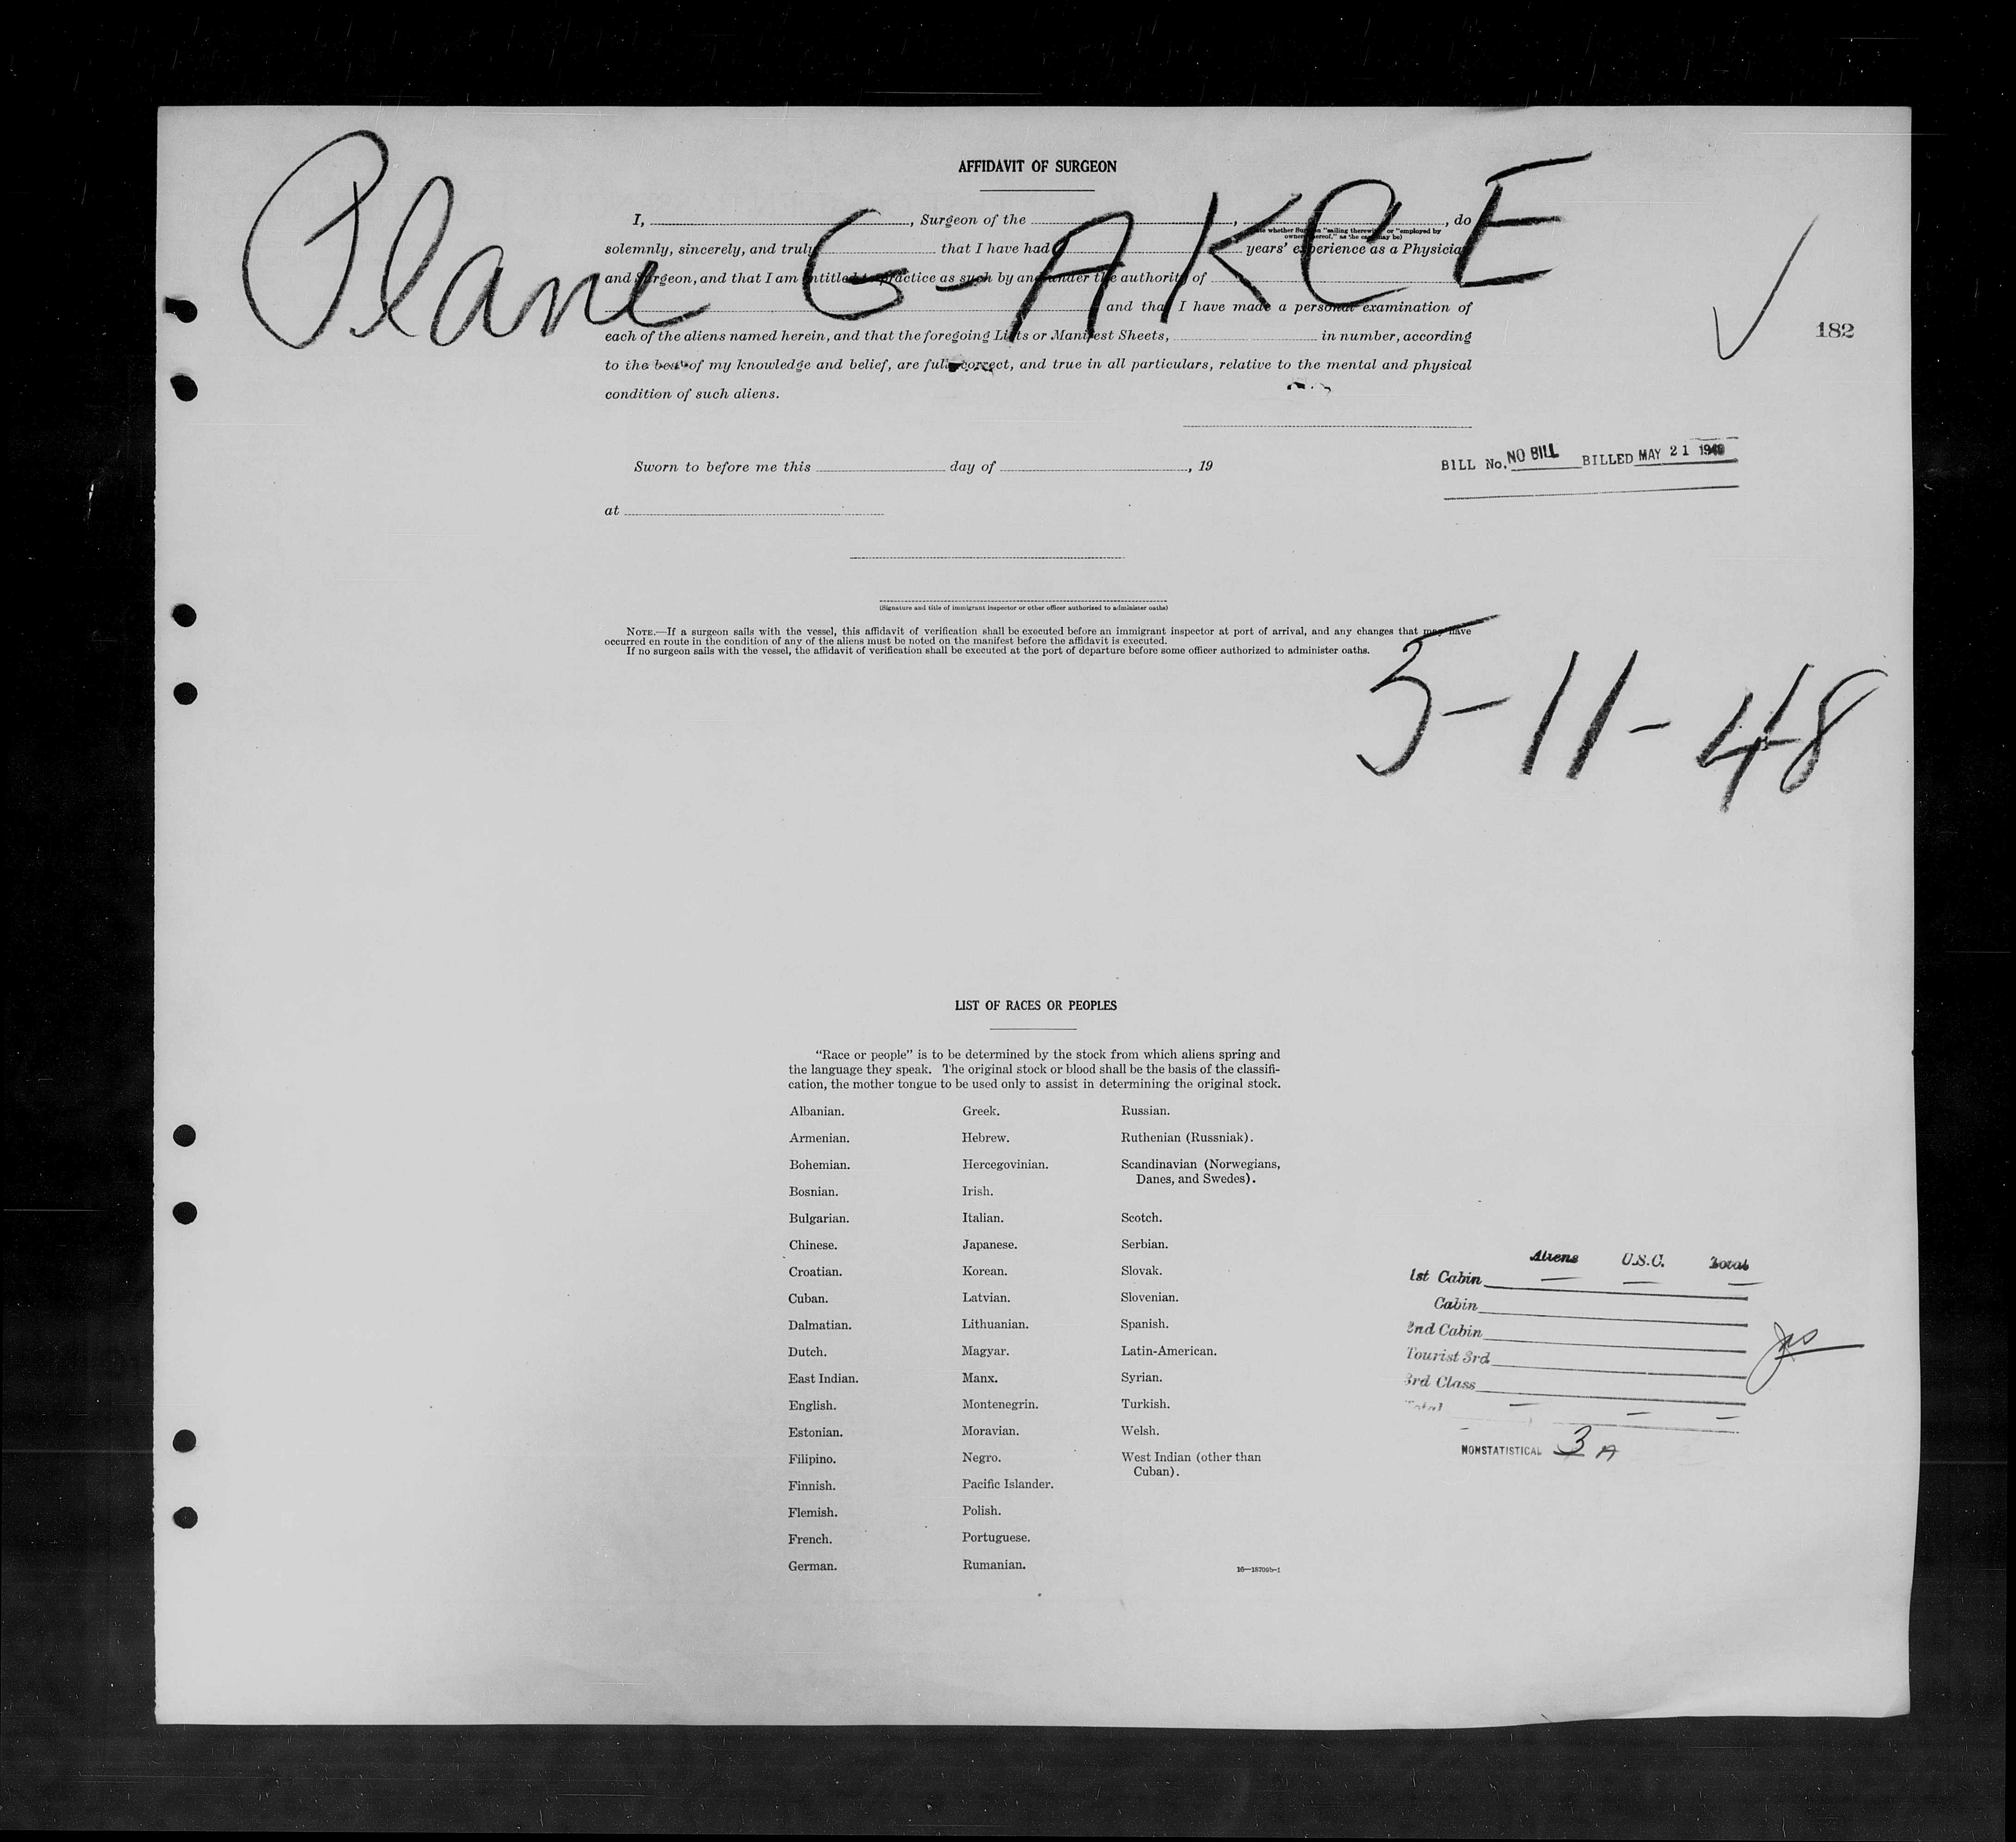 AFFIDAVIT OF SURGEON
Plane G-AKCE
I, , Surgeon of the , , do
solemnly, sincerely, and truly that I have had years' experience as a Physician
and Surgeon, and that I am entitled to practice as such by and under the authority of
and that I have made a personal examination of
each of the aliens named herein, and that the foregoing Lists or Manifest Sheets, in number, according
to the best of my knowledge and belief, are full, correct, and true in all particulars, relative to the mental and physical
condition of such aliens.
182
Sworn to before me this day of , 19
BILL No. NO BILL BILLED MAY 21
at
(Signature and title of immigrant inspector or other officer authorized to administer oaths)
NOTE.—If a surgeon sails with the vessel, this affidavit of verification shall be executed before an immigrant inspector at port of arrival, and any changes that may have
occurred en route in the condition of any of the aliens must be noted on the manifest before the affidavit is executed.
If no surgeon sails with the vessel, the affidavit of verification shall be executed at the port of departure before some officer authorized to administer oaths.
5-11-48
LIST OF RACES OR PEOPLES
"Race or people" is to be determined by the stock from which aliens spring and
the language they speak. The original stock or blood shall be the basis of the classifi-
cation, the mother tongue to be used only to assist in determining the original stock.
Albanian.
Armenian.
Bohemian.
Bosnian.
Bulgarian.
Chinese.
Croatian.
Cuban.
Dalmatian.
Dutch.
East Indian.
English.
Estonian.
Filipino.
Finnish.
Flemish.
French.
German.
Greek.
Hebrew.
Hercegovinian.
Irish.
Italian.
Japanese.
Korean.
Latvian.
Lithuanian.
Magyar.
Manx.
Montenegrin.
Moravian.
Negro.
Pacific Islander.
Polish.
Portuguese.
Rumanian.
Russian.
Ruthenian (Russniak).
Scandinavian (Norwegians,
Danes, and Swedes).
Scotch.
Serbian.
Slovak.
Slovenian.
Spanish.
Latin-American.
Syrian.
Turkish.
Welsh.
West Indian (other than
Cuban).
16—18709b-1
Aliens U.S.C. Total
1st Cabin — — —
Cabin
2nd Cabin
Tourist 3rd
3rd Class
Total — — —
NONSTATISTICAL 3 A